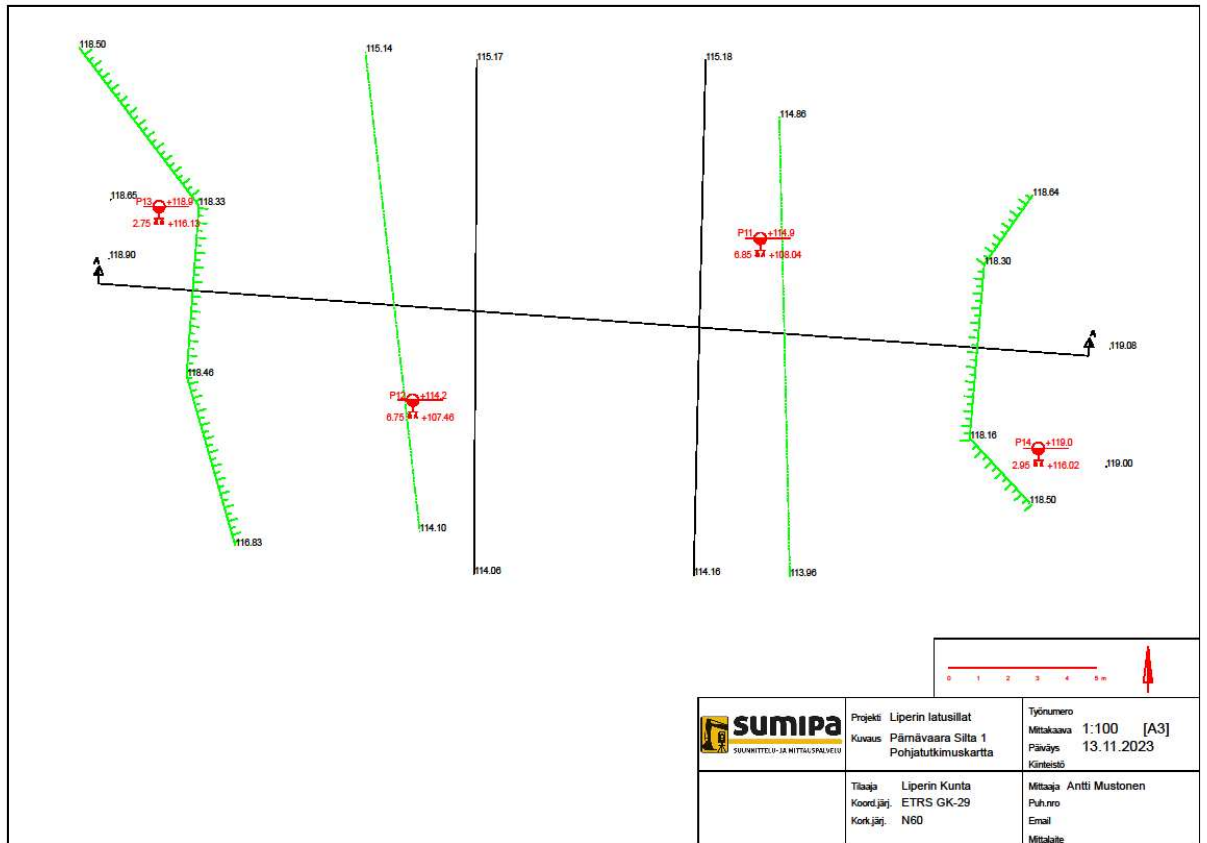 118.50
115.14
115.17
115.18
114.86
118.65
118.33
118.64
P13 +118.9
2.75 +116.13
P11 +114.9
6.85 +108.04
118.90
A
118.30
A
119.08
118.46
P12 +114.2
6.75 +107.46
118.16
P14 +119.0
2.95 +116.02
119.00
118.50
114.10
116.83
114.06
114.16
113.96
0 1 2 3 4 5 m
sumipa
SUUNNITTELU- JA MITTAUSPALVELU
Projekti Liperin latusillat
Kuvaus Pärnävaara Silta 1
Pohjatutkimuskartta
Työnumero
Mittakaava 1:100 [A3]
Päiväys 13.11.2023
Kiinteistö
Tilaaja Liperin Kunta
Koord.järj. ETRS GK-29
Kork.järj. N60
Mittaaja Antti Mustonen
Puh.nro
Email
Mittalaite